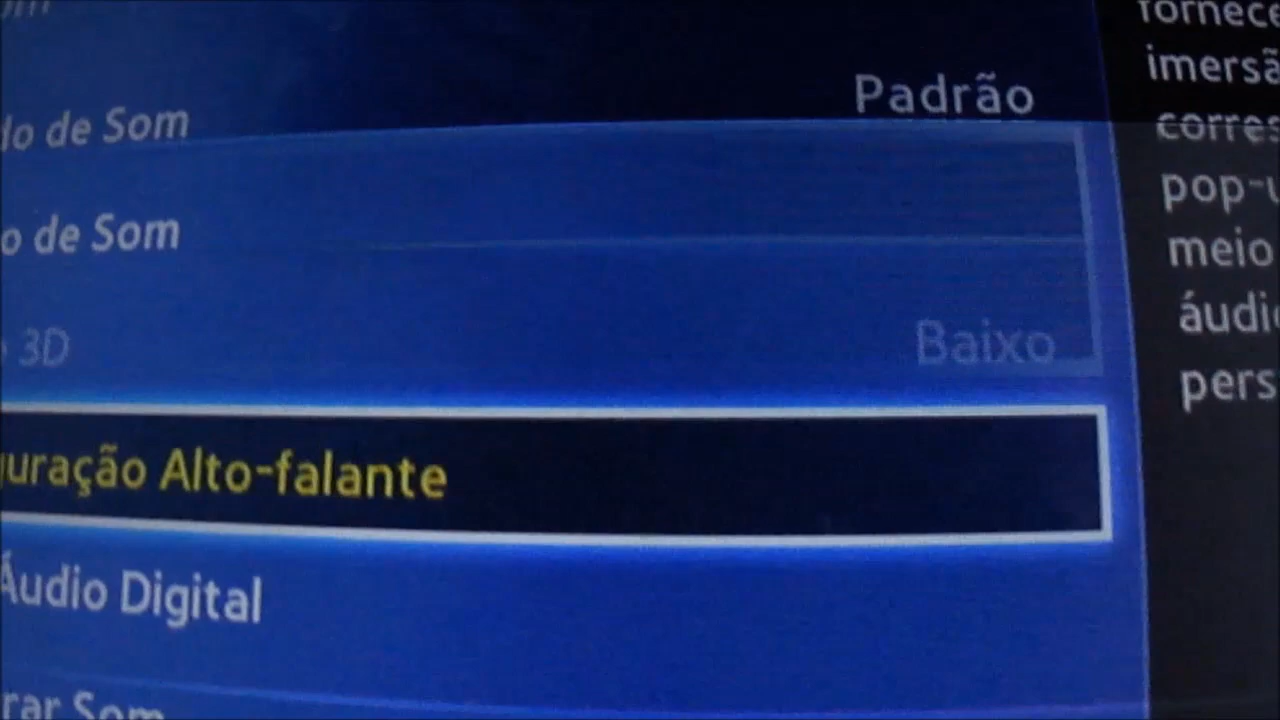 Padrão
do de Som
o de Som
3D
Baixo
guração Alto-falante
Áudio Digital
rar Som
fornece
imersã
corres
pop-u
meio
áudi
pers